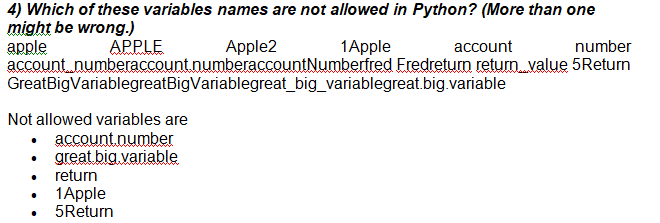 4) Which of these variables names are not allowed in Python? (More than one
might be wrong.)
apple APPLE Apple2 1Apple account number
account_numberaccount.numberaccountNumberfred Fredreturn return_value 5Return
GreatBigVariablegreatBigVariablegreat_big_variablegreat.big.variable
Not allowed variables are
• account.number
• great.big.variable
• return
• 1Apple
• 5Return